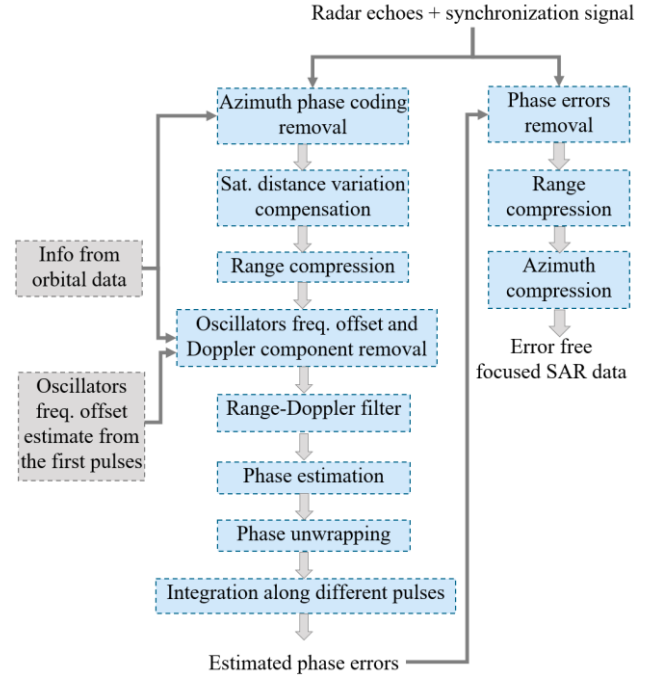 Radar echoes + synchronization signal
Azimuth phase coding
removal
Sat. distance variation
compensation
Range compression
Oscillators freq. offset and
Doppler component removal
Range-Doppler filter
Phase estimation
Phase unwrapping
Integration along different pulses
Estimated phase errors
Info from
orbital data
Oscillators
freq. offset
estimate from
the first pulses
Phase errors
removal
Range
compression
Azimuth
compression
Error free
focused SAR data